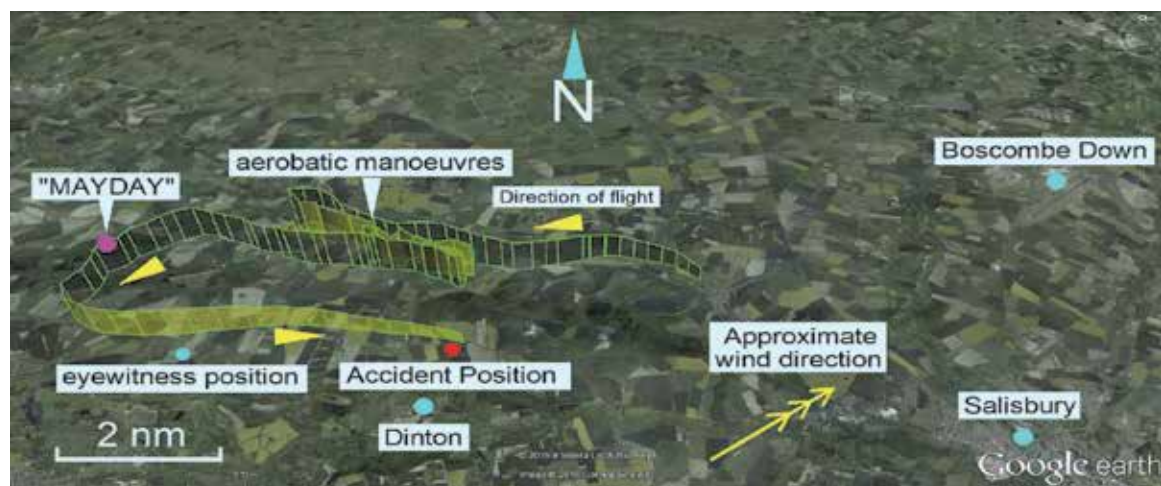 N
aerobatic manoeuvres
Boscombe Down
"MAYDAY"
Direction of flight
Approximate
wind direction
eyewitness position
Accident Position
Salisbury
2 nm
Dinton
Google earth